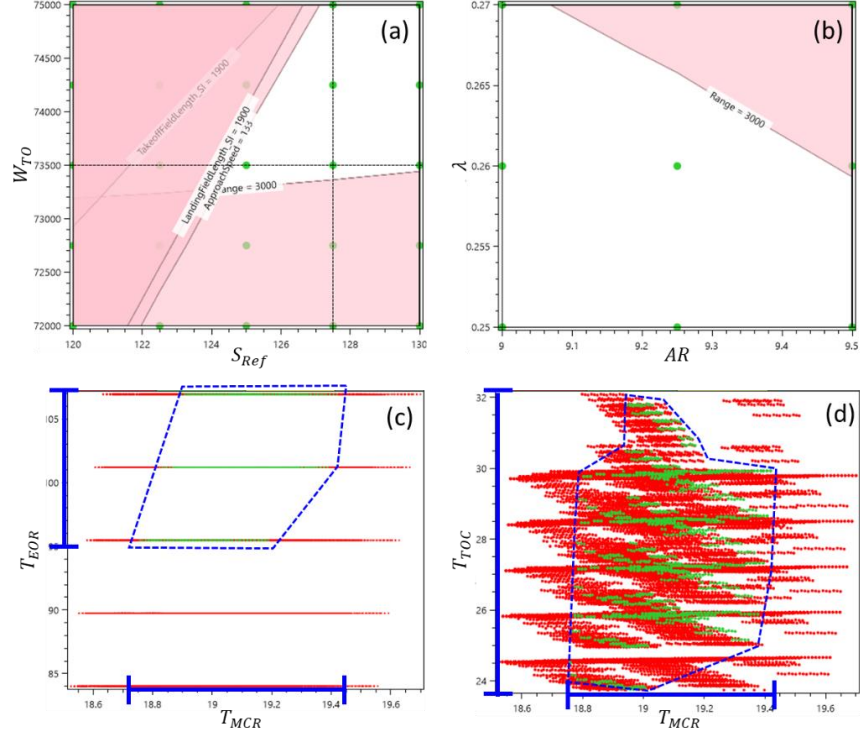 75000
74500
74000
73500
73000
72500
72000
W_TO
120
122
124
126
128
130
S_Ref
(a)
TakeoffFieldLength_SI = 1900
LandingFieldLength_SI = 1900
ApproachSpeed = 133
ange = 3000
0.27
0.265
0.26
0.255
0.25
λ
9
9.1
9.2
9.3
9.4
9.5
AR
(b)
Range = 3000
(c)
105
100
95
90
85
T_EOR
18.6
18.8
19
19.2
19.4
19.6
T_MCR
(d)
32
30
28
26
24
T_TOC
18.6
18.8
19
19.2
19.4
19.6
T_MCR